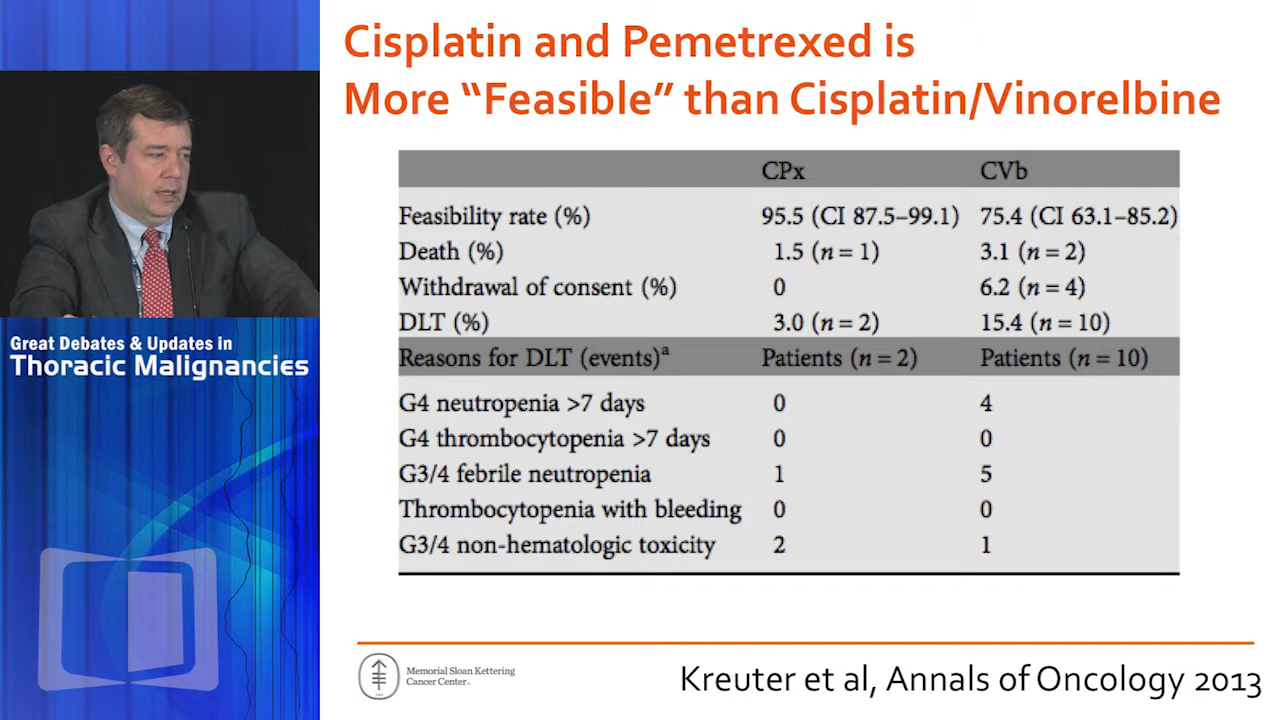 Cisplatin and Pemetrexed is
More “Feasible” than Cisplatin/Vinorelbine
CPx CVb
Feasibility rate (%) 95.5 (CI 87.5–99.1) 75.4 (CI 63.1–85.2)
Death (%) 1.5 (n = 1) 3.1 (n = 2)
Withdrawal of consent (%) 0 6.2 (n = 4)
DLT (%) 3.0 (n = 2) 15.4 (n = 10)
Reasons for DLT (events)ᵃ Patients (n = 2) Patients (n = 10)
G4 neutropenia >7 days 0 4
G4 thrombocytopenia >7 days 0 0
G3/4 febrile neutropenia 1 5
Thrombocytopenia with bleeding 0 0
G3/4 non-hematologic toxicity 2 1
Great Debates & Updates in
Thoracic Malignancies
Memorial Sloan Kettering
Cancer Center
Kreuter et al, Annals of Oncology 2013